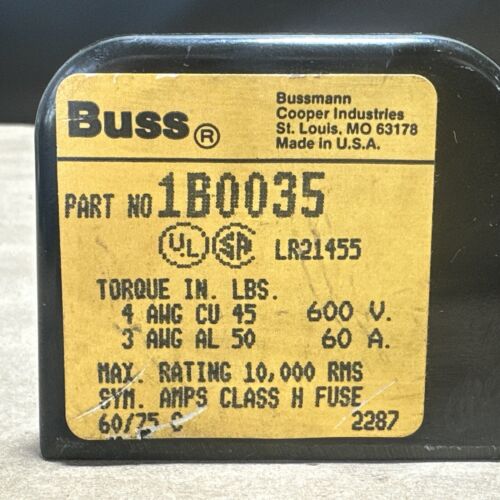 Buss®
Bussmann
Cooper Industries
St. Louis, MO 63178
Made in U.S.A.
PART NO 1B0035
UL SA LR21455
TORQUE IN. LBS.
4 AWG CU 45 600 V.
3 AWG AL 50 60 A.
MAX. RATING 10,000 RMS
SYM. AMPS CLASS H FUSE
60/75 C 2287